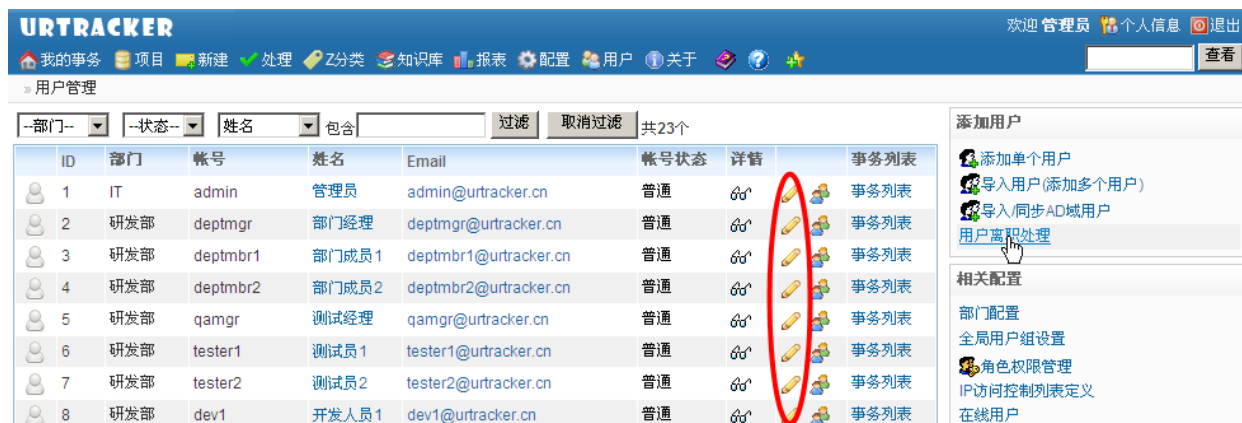 URTRACKER
欢迎 管理员 个人信息 退出
我的事务 项目 新建 处理 Z分类 知识库 报表 配置 用户 关于 查看
» 用户管理
--部门-- --状态-- 姓名 包含 过滤 取消过滤 共23个
ID 部门 帐号 姓名 Email 帐号状态 详情 事务列表
1 IT admin 管理员 admin@urtracker.cn 普通 事务列表
2 研发部 deptmgr 部门经理 deptmgr@urtracker.cn 普通 事务列表
3 研发部 deptmbr1 部门成员1 deptmbr1@urtracker.cn 普通 事务列表
4 研发部 deptmbr2 部门成员2 deptmbr2@urtracker.cn 普通 事务列表
5 研发部 qamgr 测试经理 qamgr@urtracker.cn 普通 事务列表
6 研发部 tester1 测试员1 tester1@urtracker.cn 普通 事务列表
7 研发部 tester2 测试员2 tester2@urtracker.cn 普通 事务列表
8 研发部 dev1 开发人员1 dev1@urtracker.cn 普通 事务列表
添加用户
添加单个用户
导入用户(添加多个用户)
导入/同步AD域用户
用户离职处理
相关配置
部门配置
全局用户组设置
角色权限管理
IP访问控制列表定义
在线用户